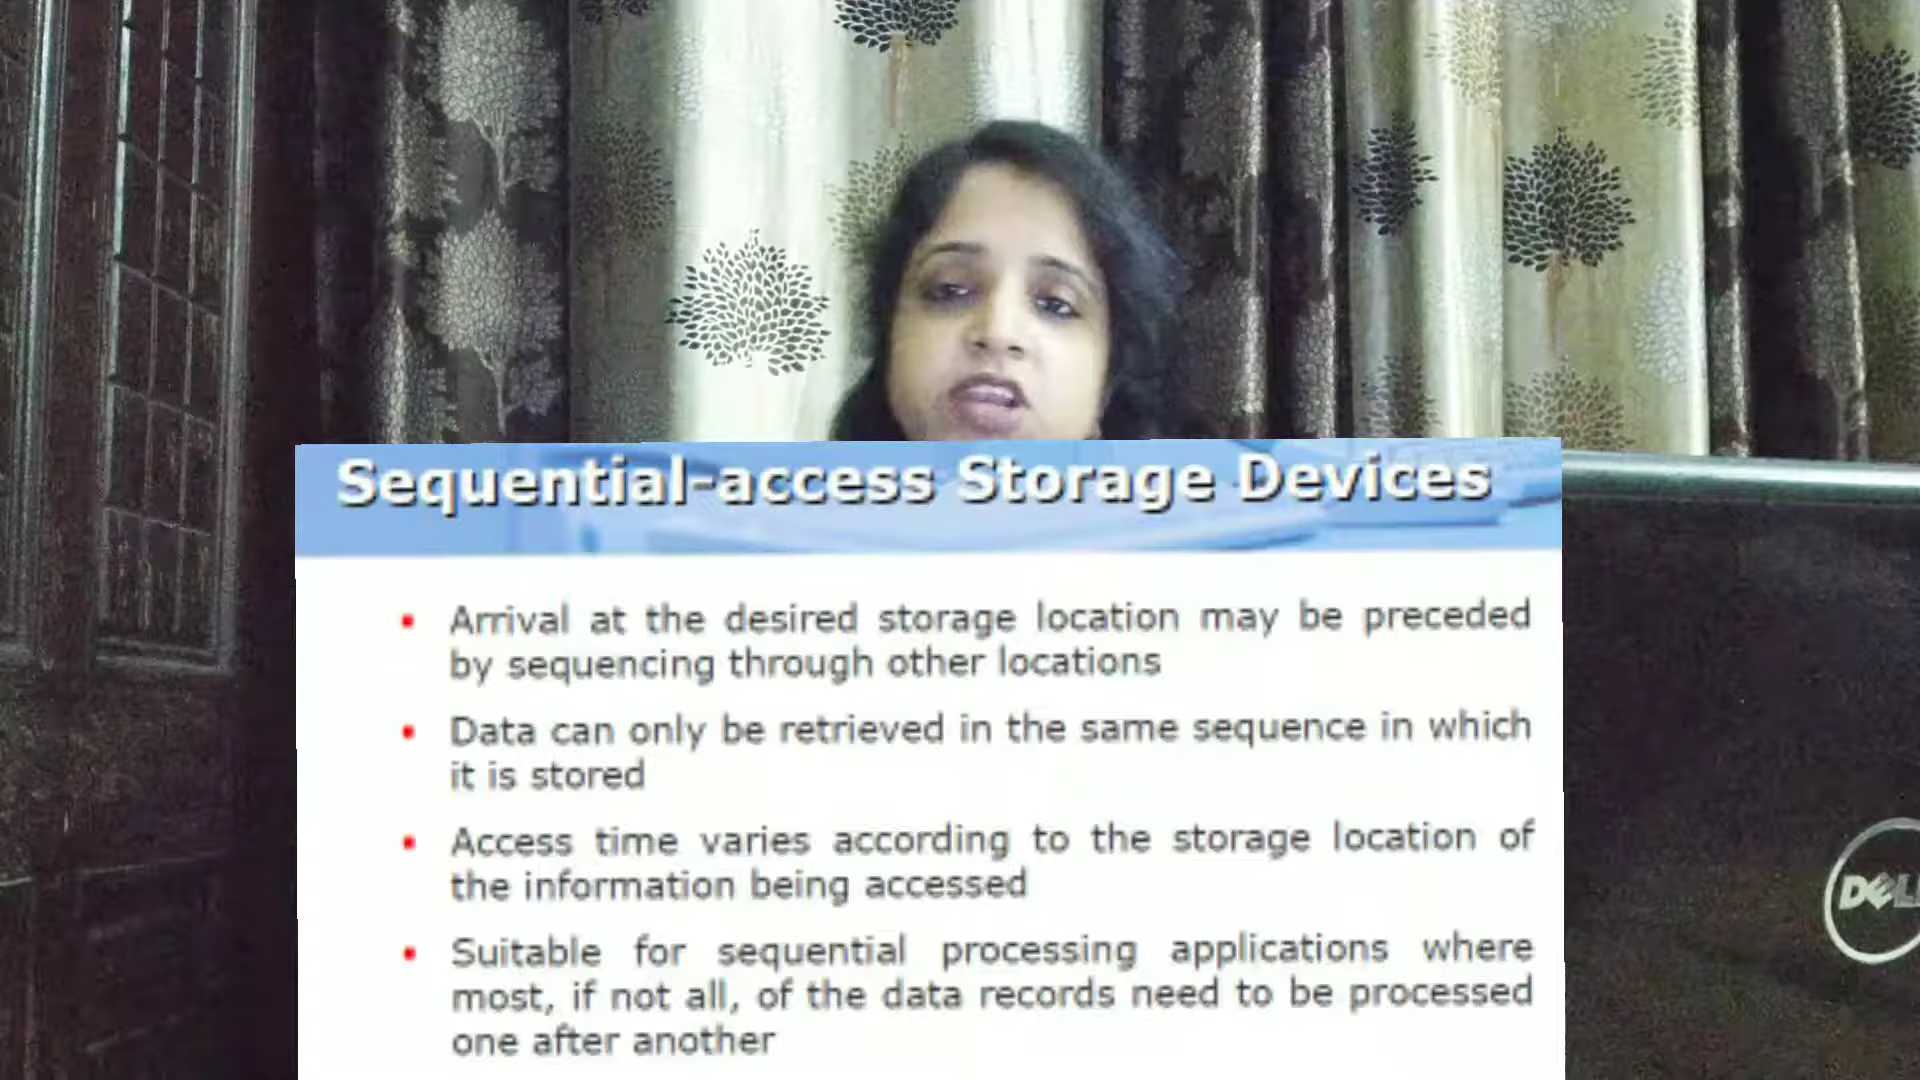 Sequential-access Storage Devices
• Arrival at the desired storage location may be preceded
by sequencing through other locations
• Data can only be retrieved in the same sequence in which
it is stored
• Access time varies according to the storage location of
the information being accessed
• Suitable for sequential processing applications where
most, if not all, of the data records need to be processed
one after another
DELL